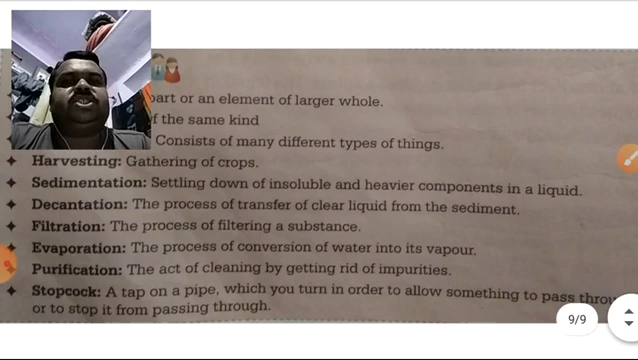 part or an element of larger whole.
of the same kind
Consists of many different types of things.
Harvesting: Gathering of crops.
Sedimentation: Settling down of insoluble and heavier components in a liquid.
Decantation: The process of transfer of clear liquid from the sediment.
Filtration: The process of filtering a substance.
Evaporation: The process of conversion of water into its vapour.
Purification: The act of cleaning by getting rid of impurities.
Stopcock: A tap on a pipe, which you turn in order to allow something to pass
or to stop it from passing through.
9/9